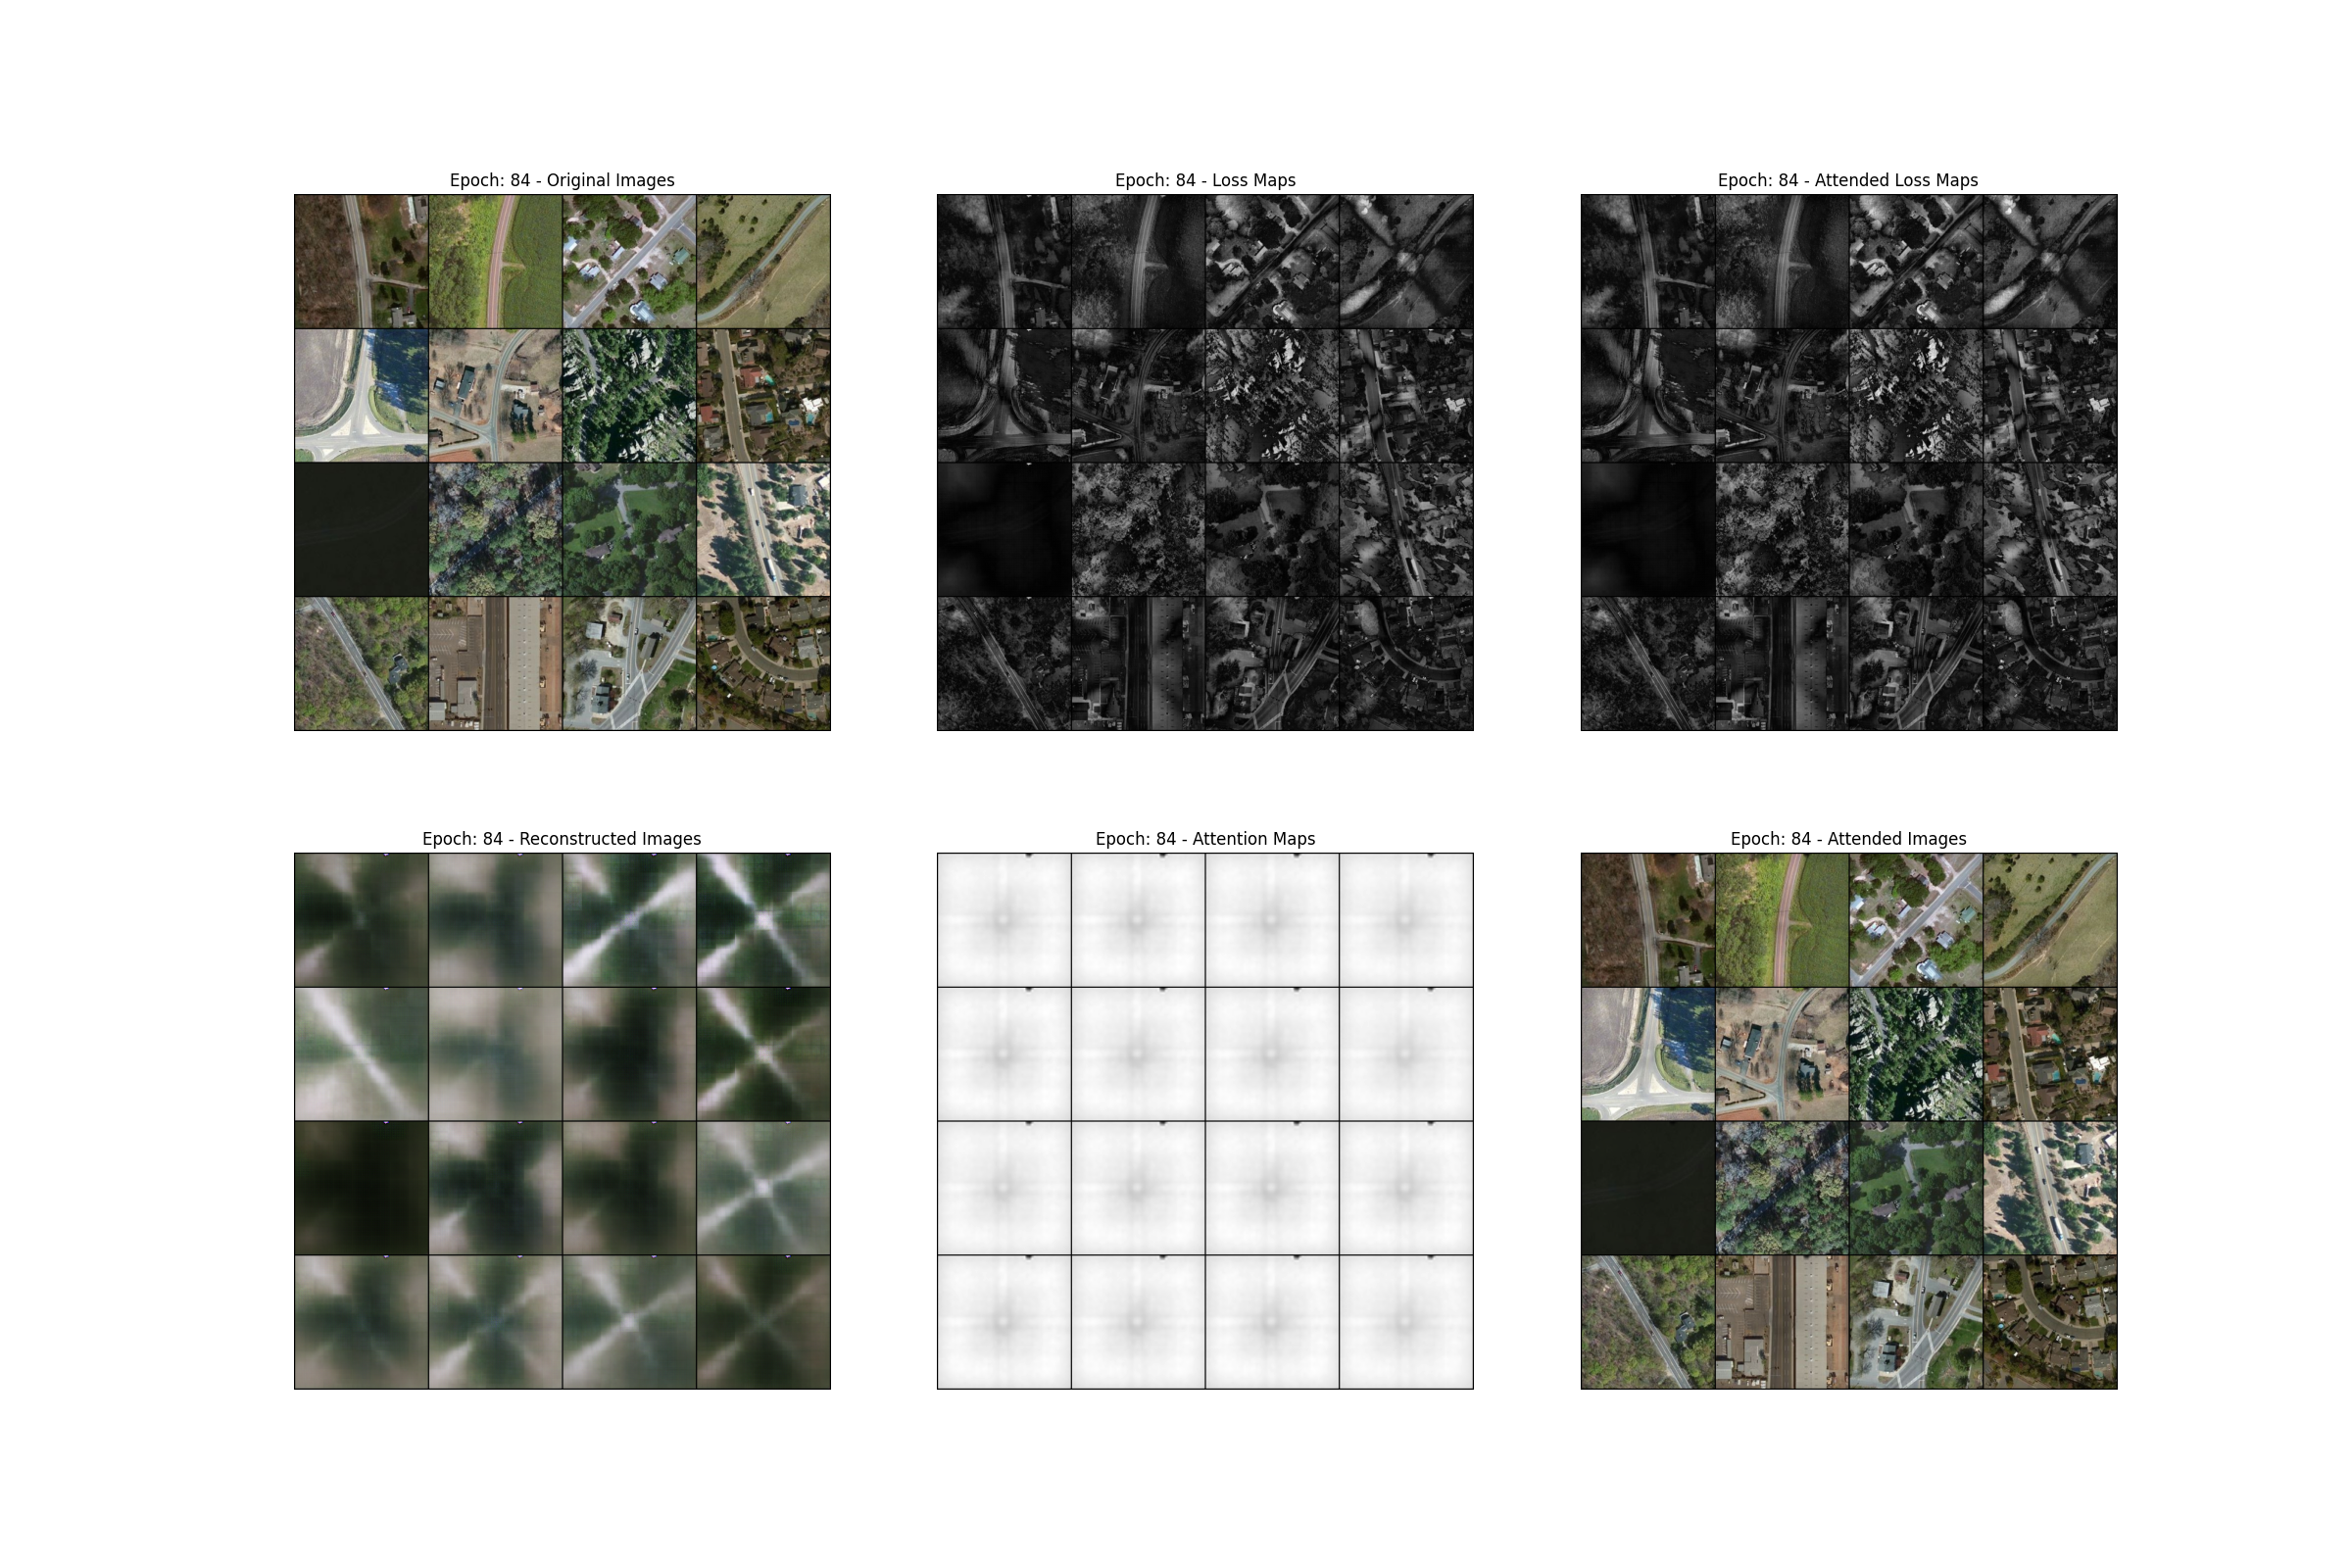 Epoch: 84 - Original Images
Epoch: 84 - Loss Maps
Epoch: 84 - Attended Loss Maps
Epoch: 84 - Reconstructed Images
Epoch: 84 - Attention Maps
Epoch: 84 - Attended Images